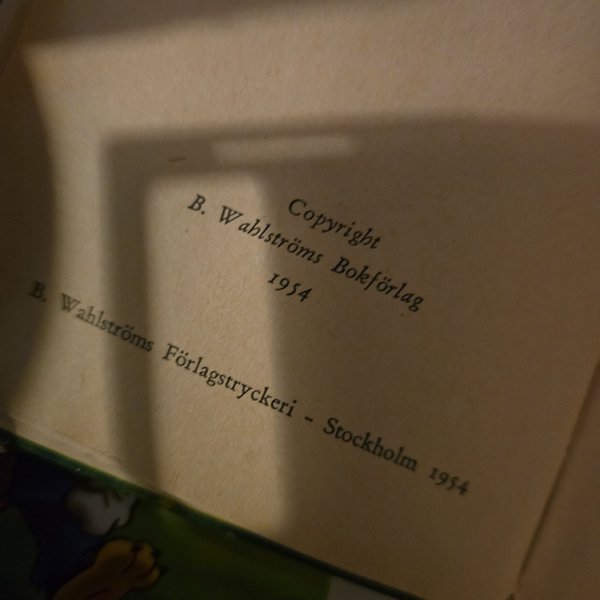 Copyright
B. Wahlströms Bokförlag
1954
B. Wahlströms Förlagstryckeri – Stockholm 1954